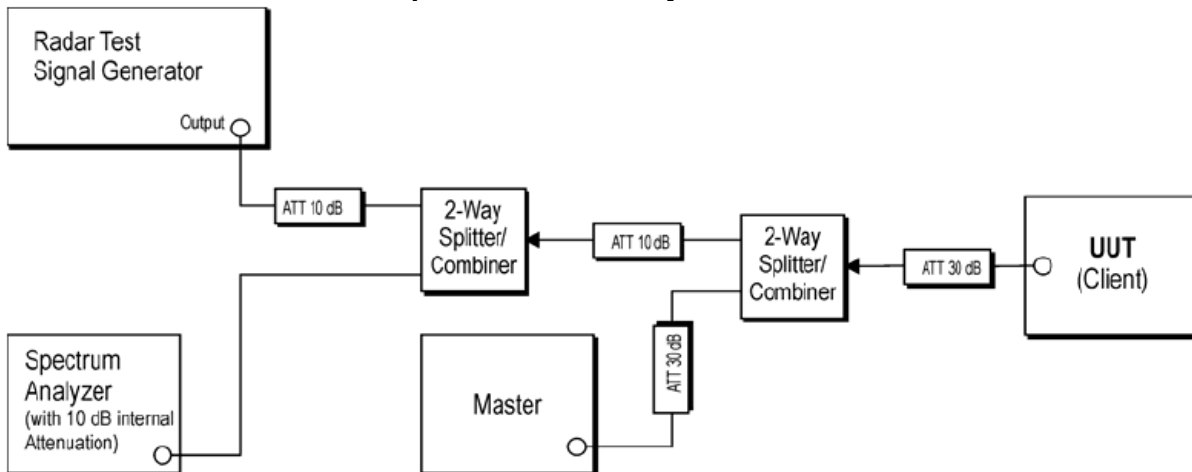 Radar Test
Signal Generator
Output
ATT 10 dB
2-Way
Splitter/
Combiner
ATT 10 dB
2-Way
Splitter/
Combiner
ATT 30 dB
UUT
(Client)
Spectrum
Analyzer
(with 10 dB internal
Attenuation)
Master
ATT 30 dB